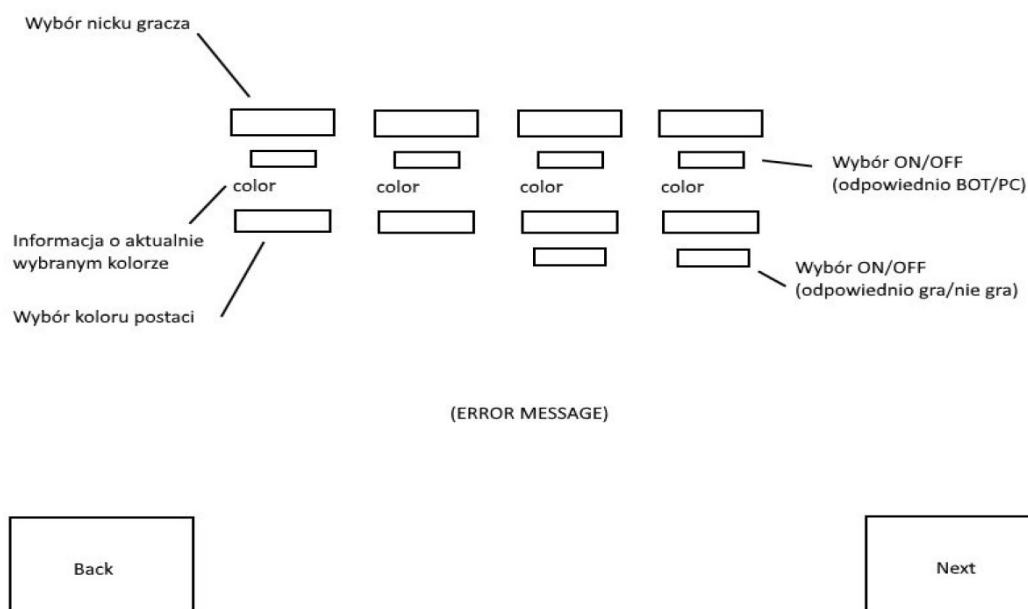 Wybór nicku gracza
Wybór ON/OFF
(odpowiednio BOT/PC)
color color color color
Informacja o aktualnie
wybranym kolorze
Wybór ON/OFF
(odpowiednio gra/nie gra)
Wybór koloru postaci
(ERROR MESSAGE)
Back
Next